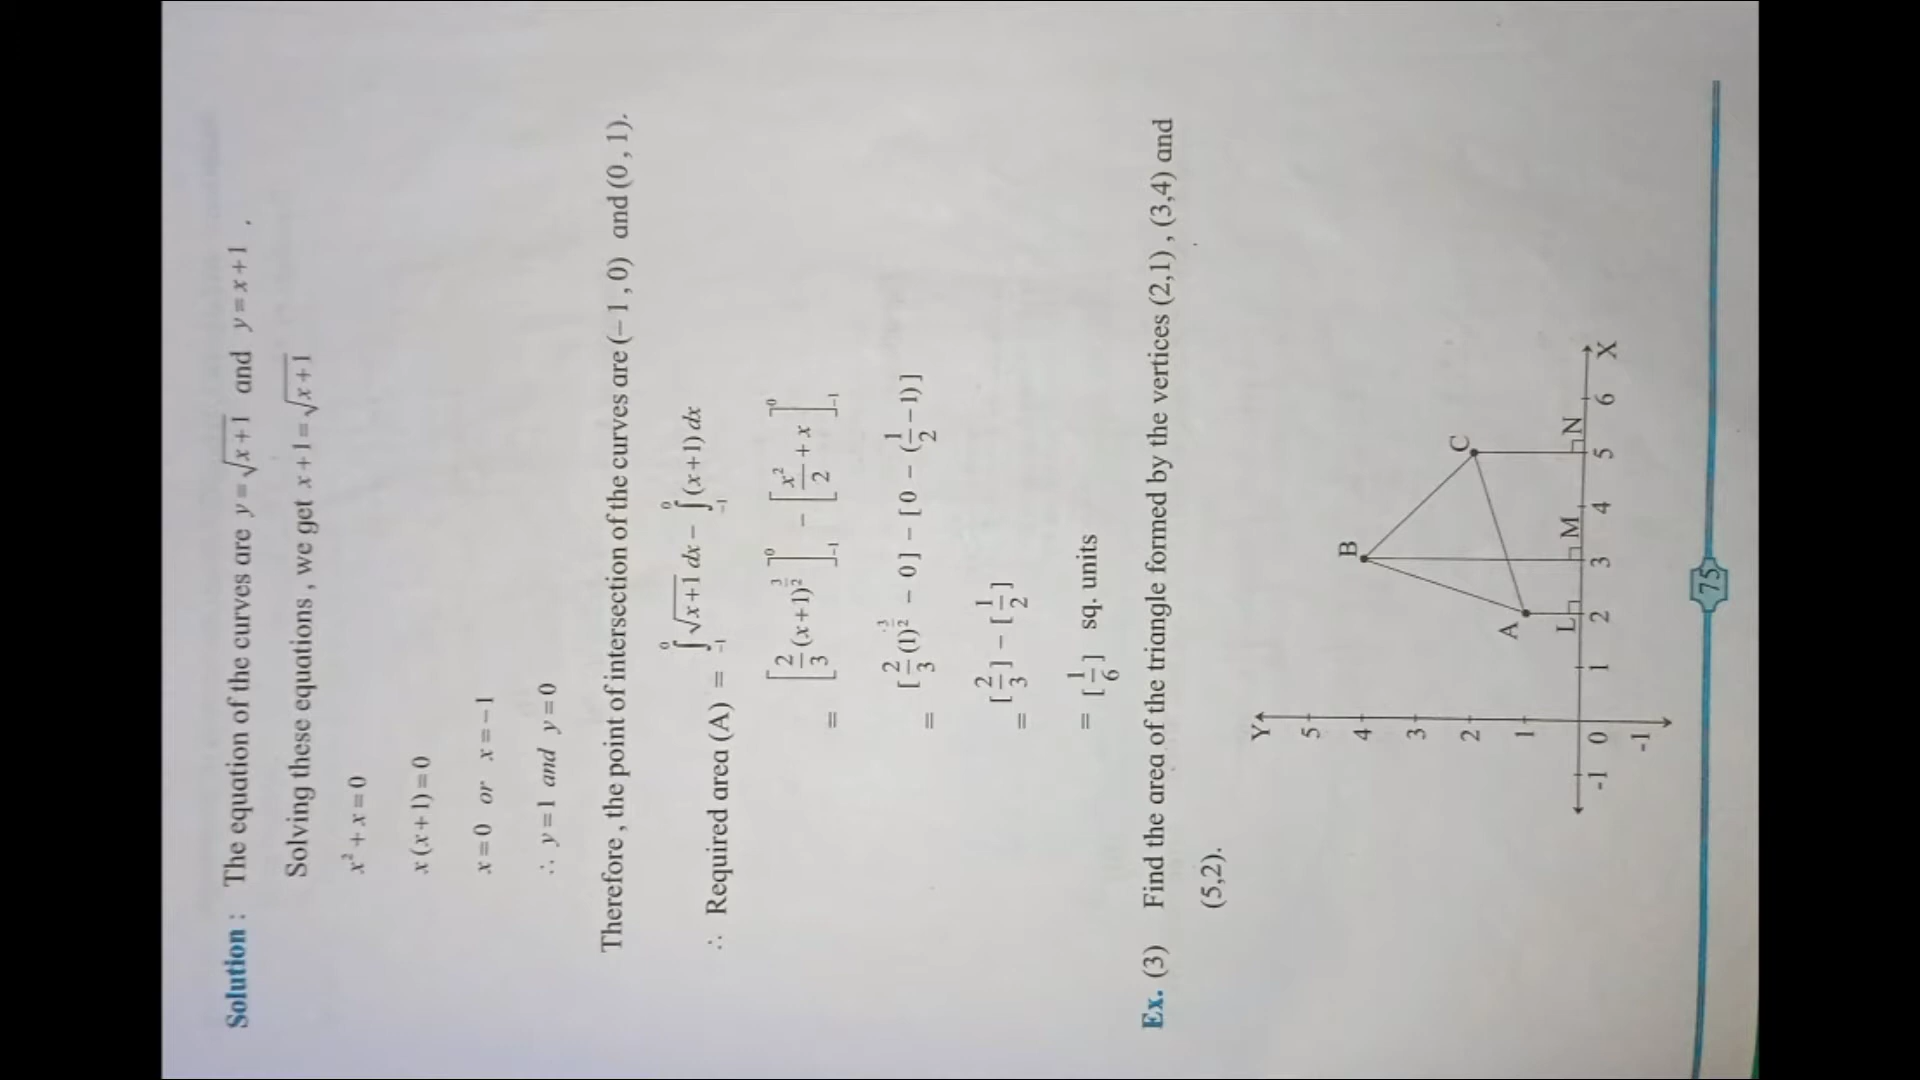 Solution : The equation of the curves are y = √(x+1) and y = x+1 .
Solving these equations , we get x+1 = √(x+1)
x² + x = 0
x (x+1) = 0
x = 0 or x = −1
∴ y = 1 and y = 0
Therefore , the point of intersection of the curves are (− 1 , 0) and (0 , 1).
∴ Required area (A) = ∫₋₁⁰ √(x+1) dx − ∫₋₁⁰ (x+1) dx
= [2/3 (x+1)^(3/2)]₋₁⁰ − [x²/2 + x]₋₁⁰
= [2/3 (1)^(3/2) − 0] − [0 − (1/2 − 1)]
= [2/3] − [1/2]
= [1/6] sq. units
Ex. (3) Find the area of the triangle formed by the vertices (2,1) , (3,4) and
(5,2).
Y
5
4
B
3
2
C
1
A
L M N
-1 0 1 2 3 4 5 6 X
-1
75